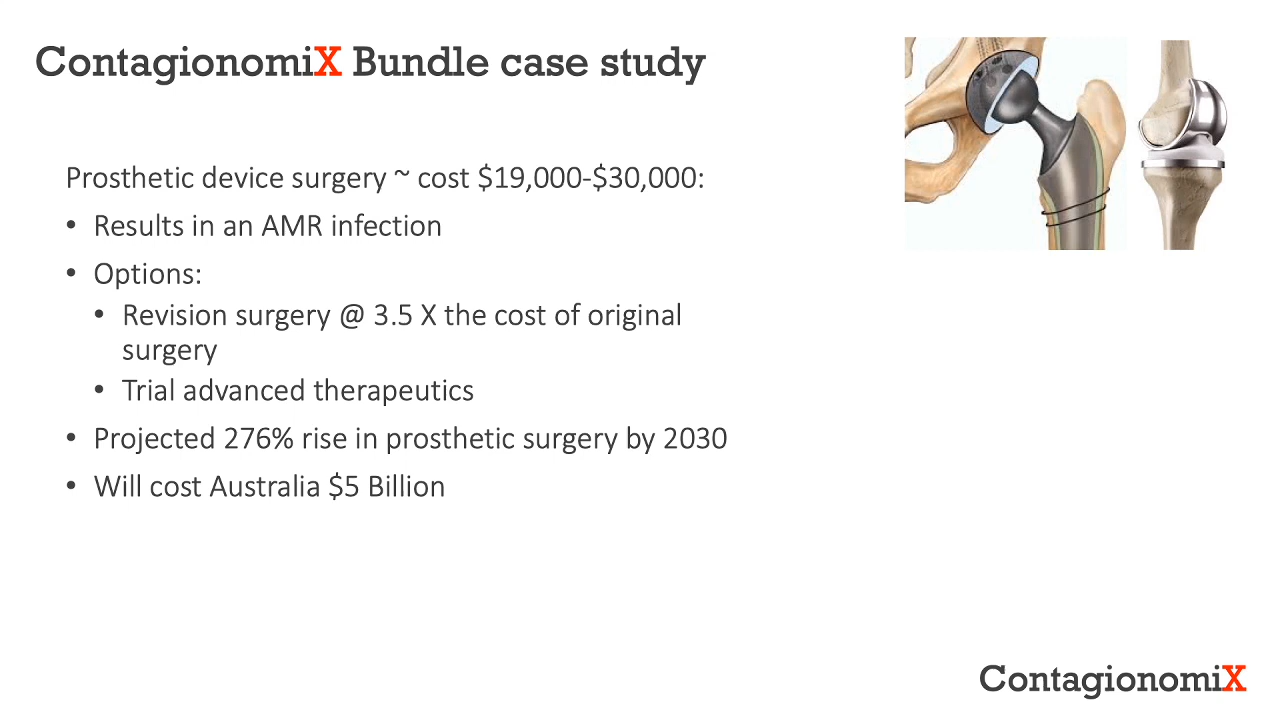 ContagionomiX Bundle case study
Prosthetic device surgery ~ cost $19,000-$30,000:
• Results in an AMR infection
• Options:
• Revision surgery @ 3.5 X the cost of original
surgery
• Trial advanced therapeutics
• Projected 276% rise in prosthetic surgery by 2030
• Will cost Australia $5 Billion
ContagionomiX